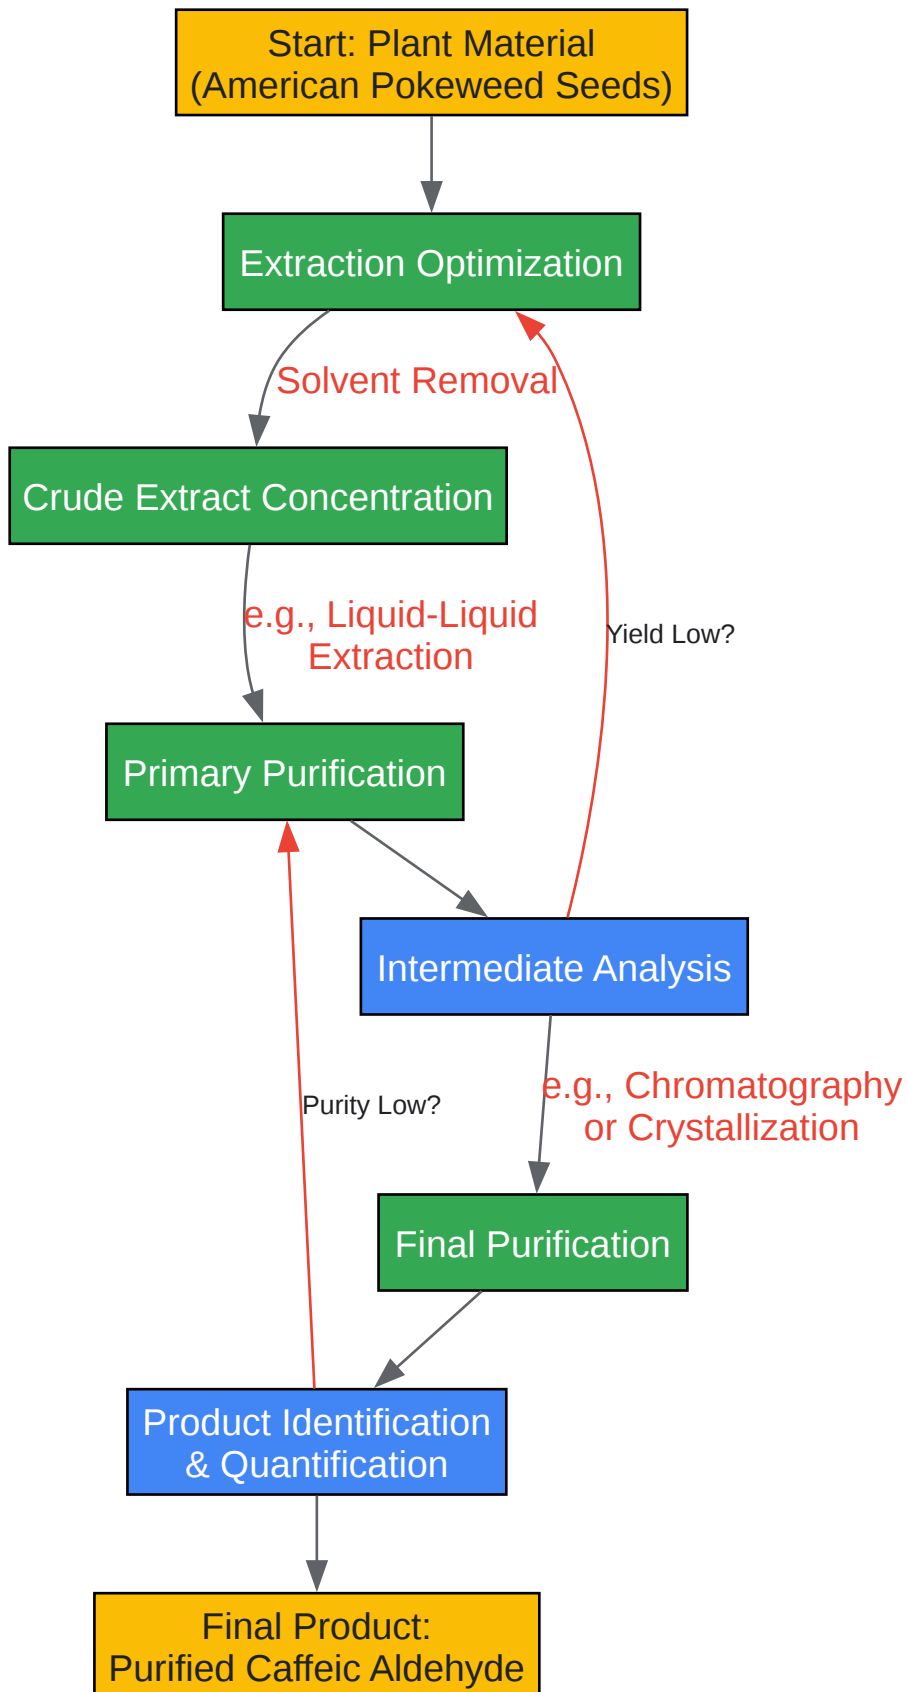 Start: Plant Material
(American Pokeweed Seeds)
Extraction Optimization
Solvent Removal
Crude Extract Concentration
e.g., Liquid-Liquid
Extraction
Yield Low?
Primary Purification
Intermediate Analysis
e.g., Chromatography
or Crystallization
Purity Low?
Final Purification
Product Identification
& Quantification
Final Product:
Purified Caffeic Aldehyde